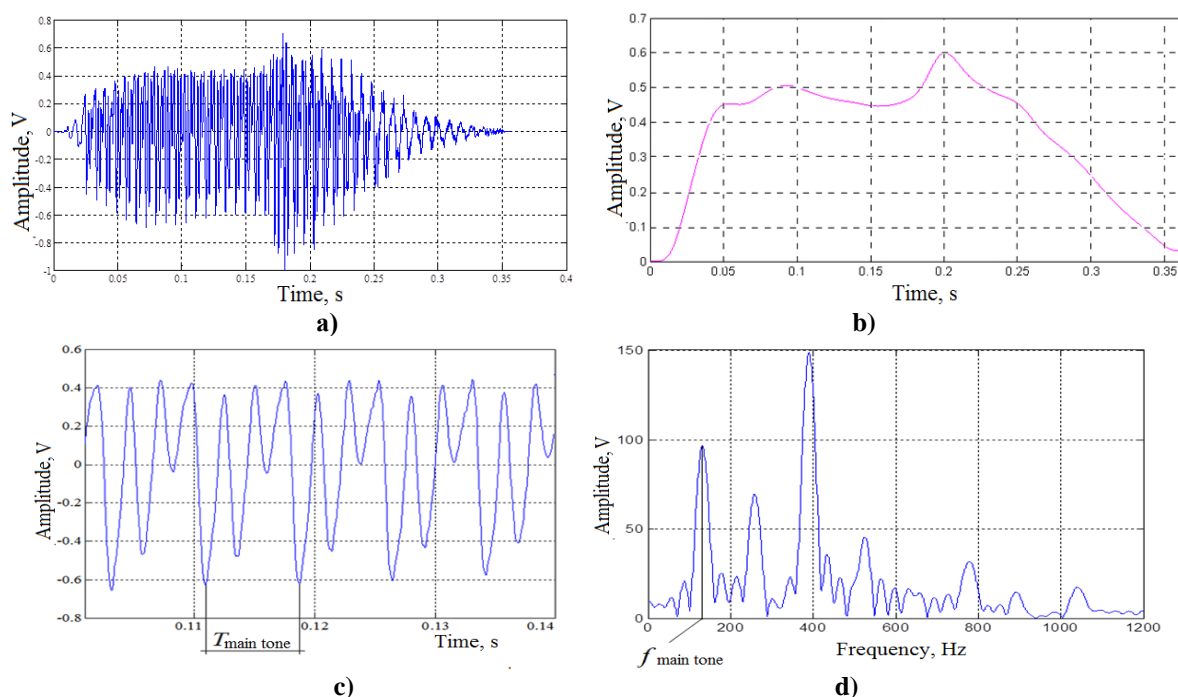 0.8
0.6
0.4
0.2
0
-0.2
-0.4
-0.6
-0.8
-1
0 0.05 0.1 0.15 0.2 0.25 0.3 0.35 0.4
Amplitude, V
Time, s
a)
0.7
0.6
0.5
0.4
0.3
0.2
0.1
0
0 0.05 0.1 0.15 0.2 0.25 0.3 0.35
Amplitude, V
Time, s
b)
0.6
0.4
0.2
0
-0.2
-0.4
-0.6
-0.8
0.11 0.12 0.13 0.14
Amplitude, V
Time, s
T main tone
c)
150
100
50
0
0 200 400 600 800 1000 1200
Amplitude, V
Frequency, Hz
f main tone
d)